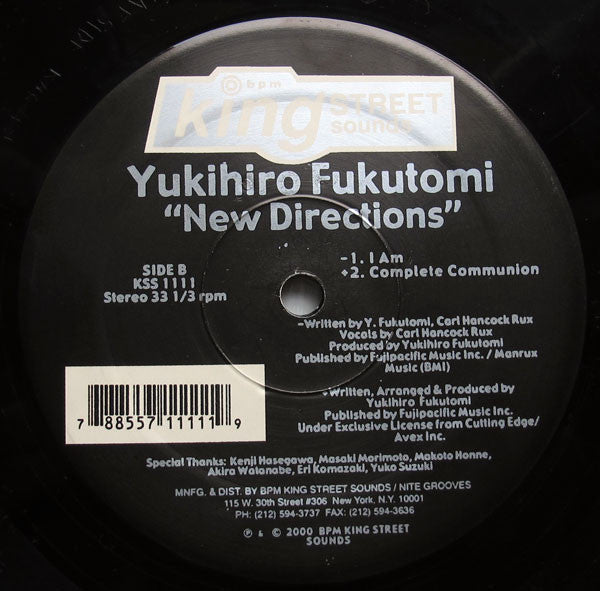 bpm
king STREET
sounds
Yukihiro Fukutomi
"New Directions"
SIDE B
KSS 1111
Stereo 33 1/3 rpm
-1. I Am
+2. Complete Communion
-Written by Y. Fukutomi, Carl Hancock Rux
Vocals by Carl Hancock Rux
Produced by Yukihiro Fukutomi
Published by Fujipacific Music Inc. / Manrux
Music (BMI)
+Written, Arranged & Produced by
Yukihiro Fukutomi
Published by Fujipacific Music Inc.
Under Exclusive License from Cutting Edge/
Avex Inc.
7 88557 11111 9
Special Thanks: Kenji Hasegawa, Masaki Morimoto, Makoto Honne,
Akira Watanabe, Eri Komazaki, Yuko Suzuki
MNFG. & DIST. BY BPM KING STREET SOUNDS / NITE GROOVES
115 W. 30th Street #306 New York, N.Y. 10001
PH: (212) 594-3737 FAX: (212) 594-3636
℗ & © 2000 BPM KING STREET
SOUNDS